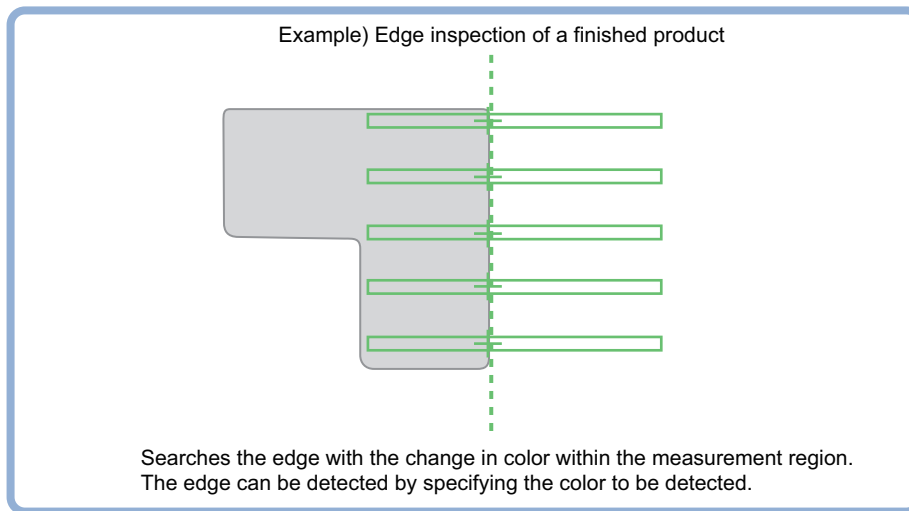 Example) Edge inspection of a finished product
Searches the edge with the change in color within the measurement region.
The edge can be detected by specifying the color to be detected.